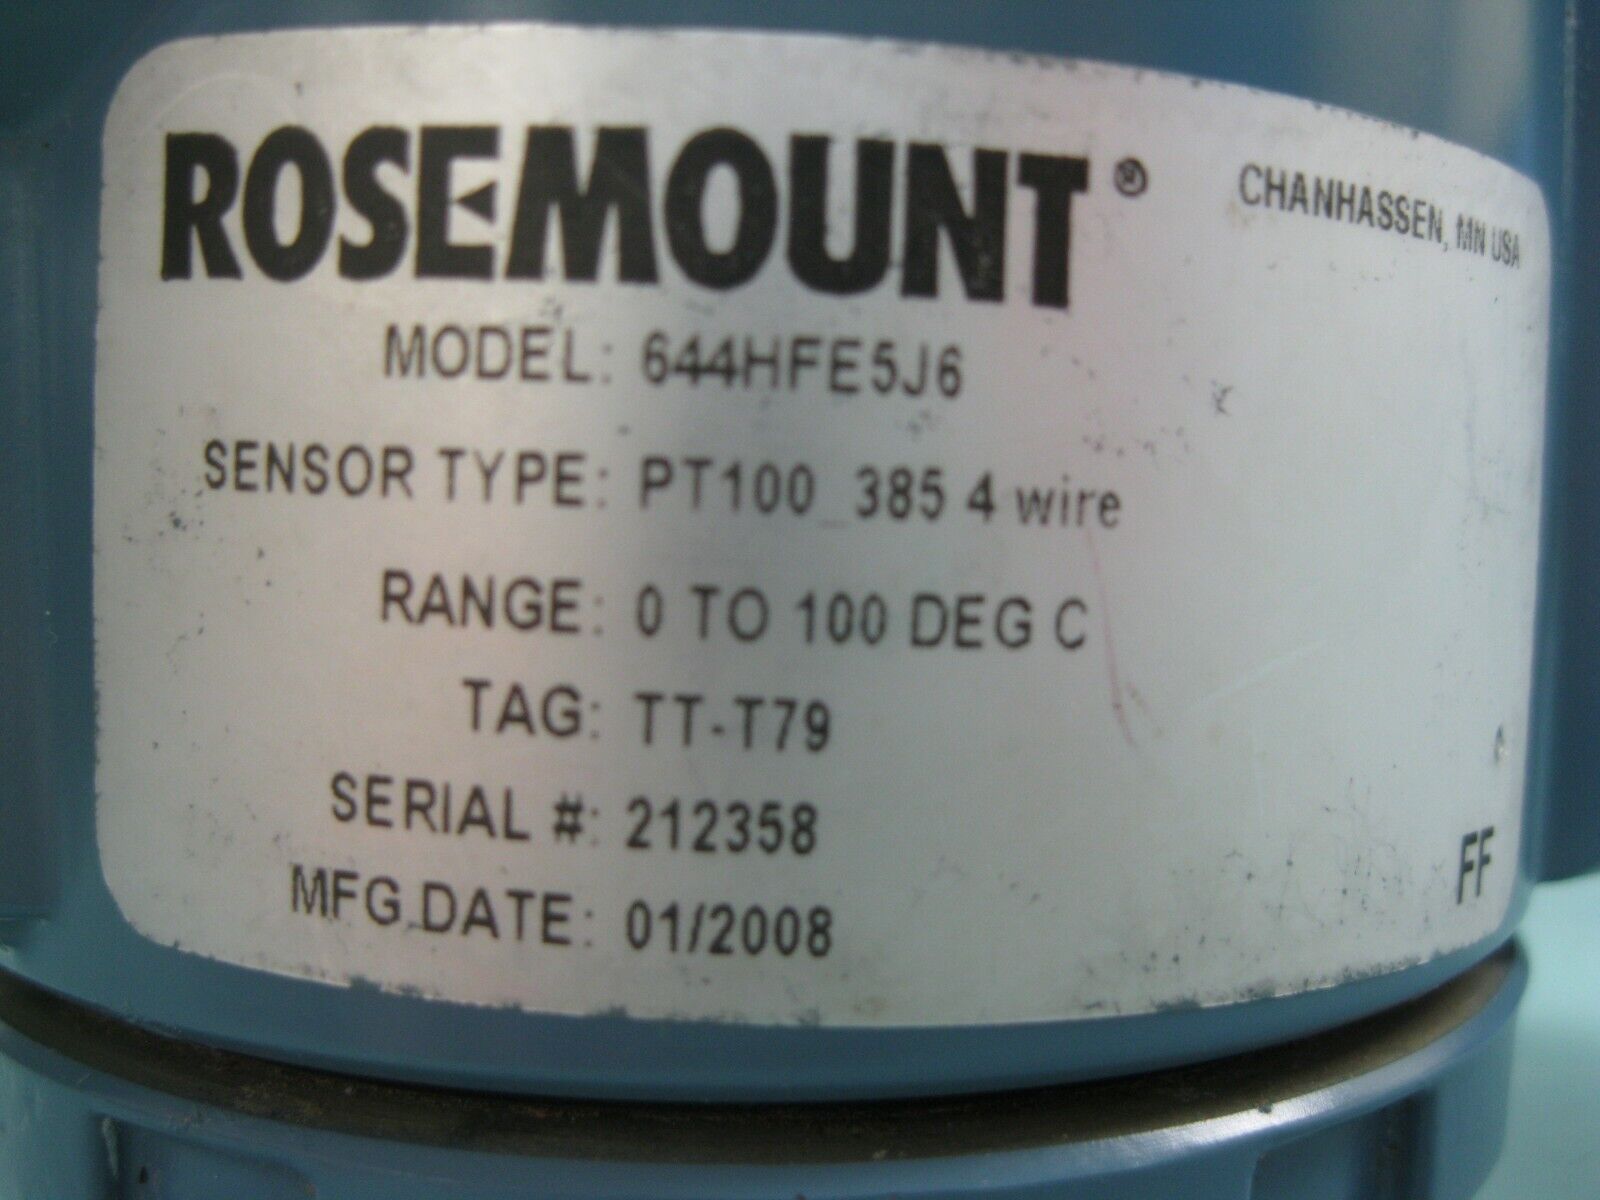 ROSEMOUNT®
CHANHASSEN, MN USA
MODEL: 644HFE5J6
SENSOR TYPE: PT100_385 4 wire
RANGE: 0 TO 100 DEG C
TAG: TT-T79
SERIAL #: 212358
MFG.DATE: 01/2008
FF